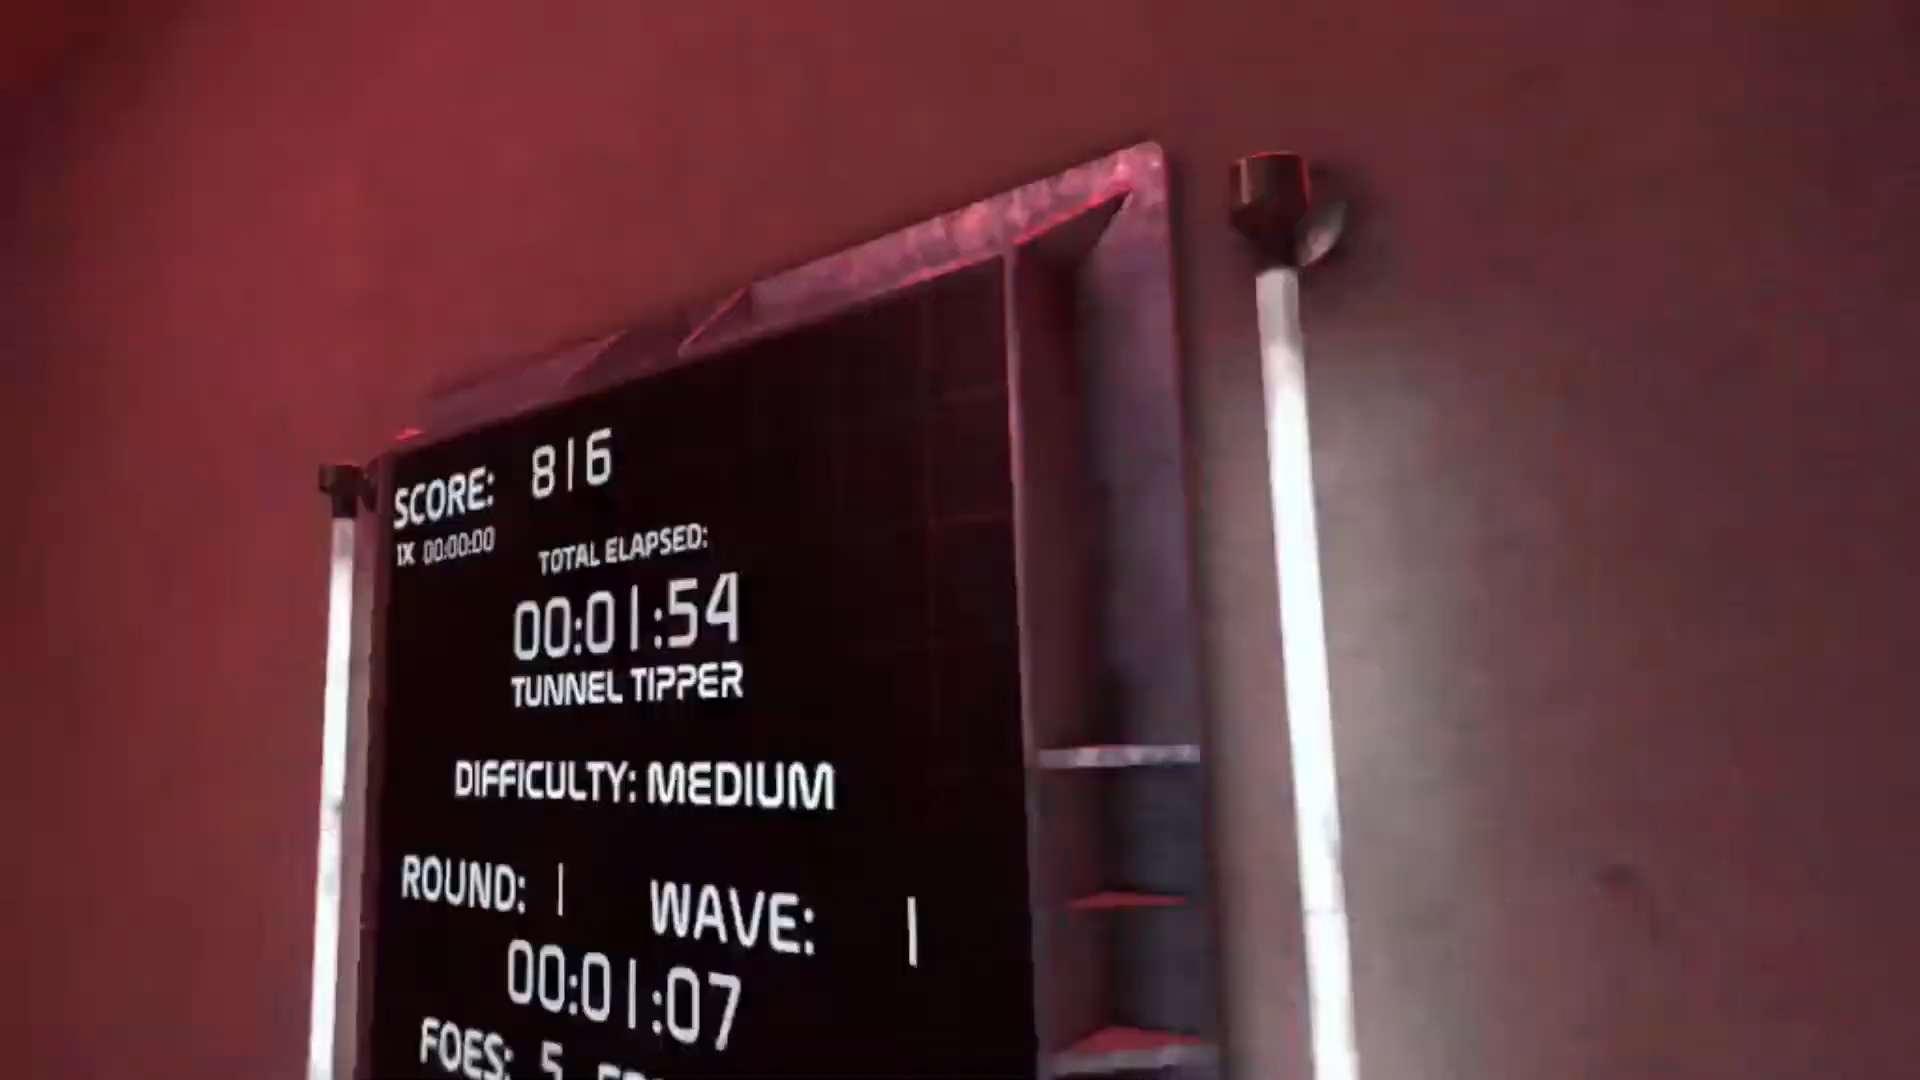 SCORE: 816
1X 00:00:00
TOTAL ELAPSED:
00:01:54
TUNNEL TIPPER
DIFFICULTY: MEDIUM
ROUND: 1 WAVE: 1
00:01:07
FOES: 5